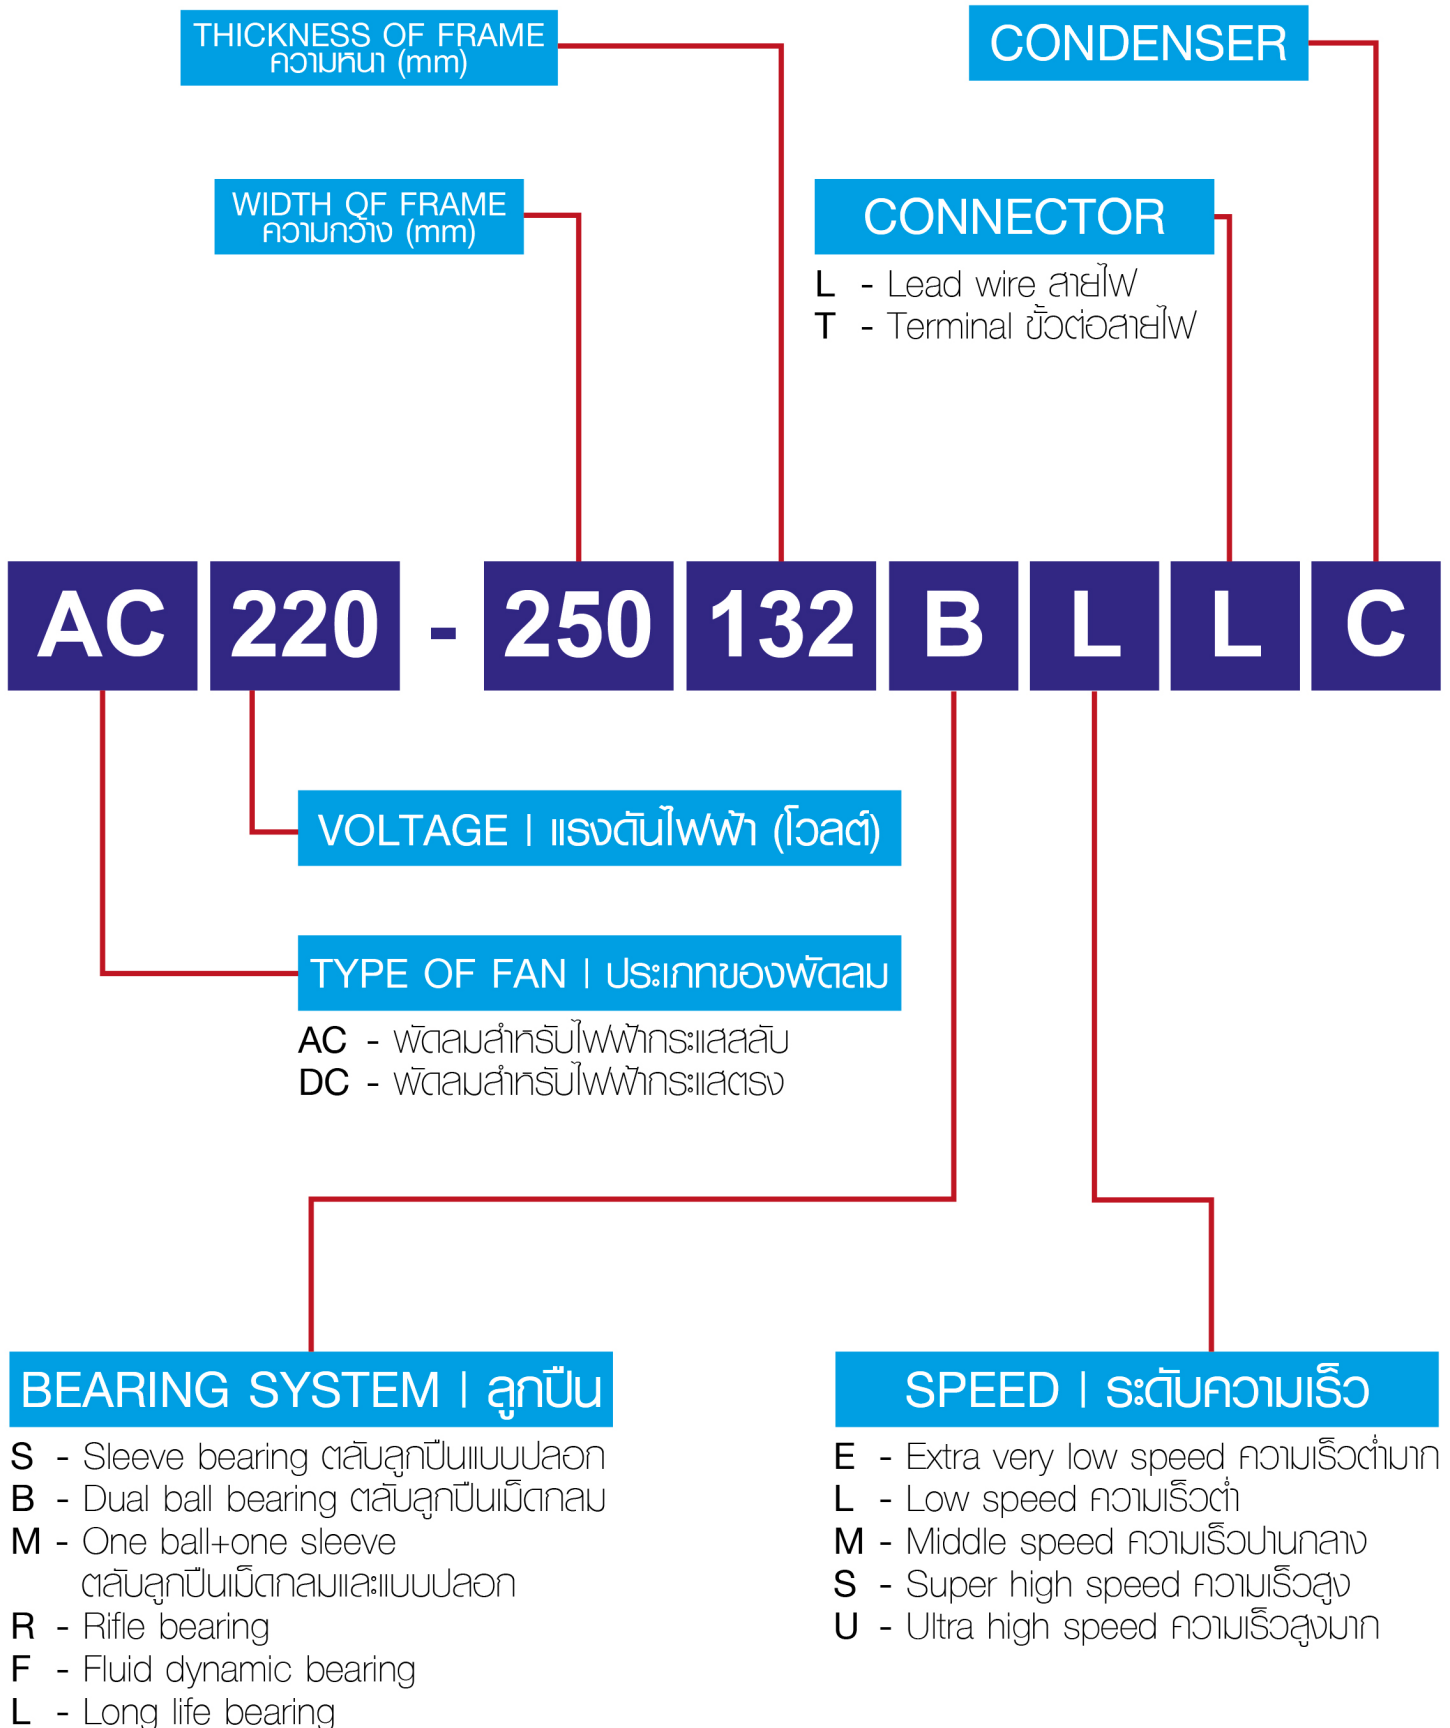 THICKNESS OF FRAME
ความหนา (mm)
CONDENSER
WIDTH OF FRAME
ความกว้าง (mm)
CONNECTOR
L - Lead wire สายไฟ
T - Terminal ขั้วต่อสายไฟ
AC 220 - 250 132 B L L C
VOLTAGE | แรงดันไฟฟ้า (โวลต์)
TYPE OF FAN | ประเภทของพัดลม
AC - พัดลมสำหรับไฟฟ้ากระแสสลับ
DC - พัดลมสำหรับไฟฟ้ากระแสตรง
BEARING SYSTEM | ลูกปืน
S - Sleeve bearing ตลับลูกปืนแบบปลอก
B - Dual ball bearing ตลับลูกปืนเม็ดกลม
M - One ball+one sleeve
ตลับลูกปืนเม็ดกลมและแบบปลอก
R - Rifle bearing
F - Fluid dynamic bearing
L - Long life bearing
SPEED | ระดับความเร็ว
E - Extra very low speed ความเร็วต่ำมาก
L - Low speed ความเร็วต่ำ
M - Middle speed ความเร็วปานกลาง
S - Super high speed ความเร็วสูง
U - Ultra high speed ความเร็วสูงมาก